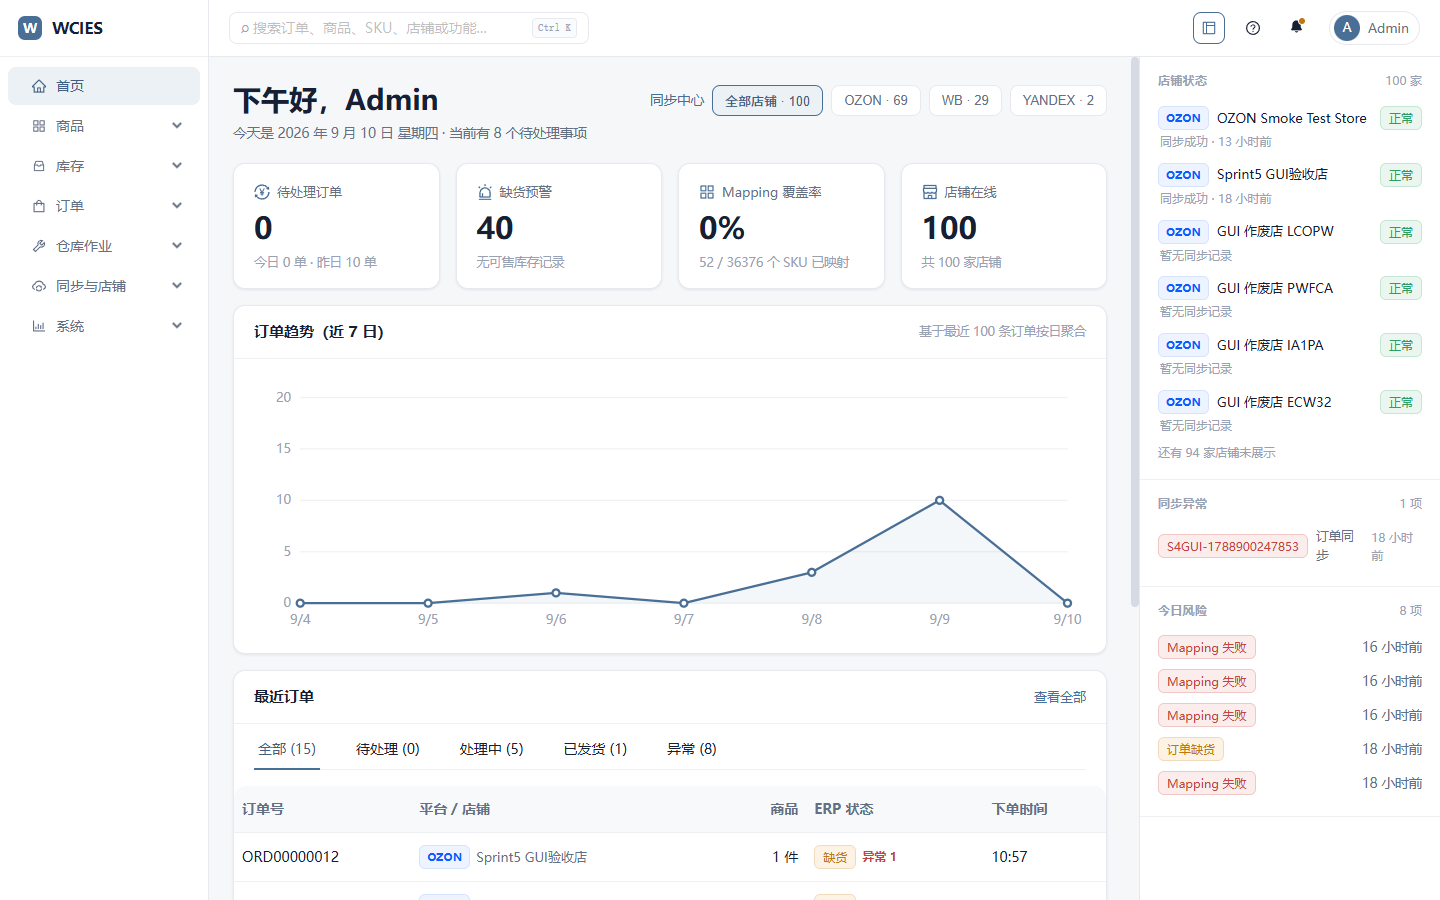 W WCIES
搜索订单、商品、SKU、店铺或功能... Ctrl K
A Admin
首页
商品
库存
订单
仓库作业
同步与店铺
系统
下午好，Admin
今天是 2026 年 9 月 10 日 星期四 · 当前有 8 个待处理事项
同步中心 全部店铺 · 100 OZON · 69 WB · 29 YANDEX · 2
待处理订单
0
今日 0 单 · 昨日 10 单
缺货预警
40
无可售库存记录
Mapping 覆盖率
0%
52 / 36376 个 SKU 已映射
店铺在线
100
共 100 家店铺
订单趋势（近 7 日） 基于最近 100 条订单按日聚合
20
15
10
5
0
9/4 9/5 9/6 9/7 9/8 9/9 9/10
最近订单 查看全部
全部 (15) 待处理 (0) 处理中 (5) 已发货 (1) 异常 (8)
订单号 平台 / 店铺 商品 ERP 状态 下单时间
ORD00000012 OZON Sprint5 GUI验收店 1 件 缺货 异常 1 10:57
店铺状态 100 家
OZON OZON Smoke Test Store 正常
同步成功 · 13 小时前
OZON Sprint5 GUI验收店 正常
同步成功 · 18 小时前
OZON GUI 作废店 LCOPW 正常
暂无同步记录
OZON GUI 作废店 PWFCA 正常
暂无同步记录
OZON GUI 作废店 IA1PA 正常
暂无同步记录
OZON GUI 作废店 ECW32 正常
暂无同步记录
还有 94 家店铺未展示
同步异常 1 项
S4GUI-1788900247853 订单同步 18 小时前
今日风险 8 项
Mapping 失败 16 小时前
Mapping 失败 16 小时前
Mapping 失败 16 小时前
订单缺货 18 小时前
Mapping 失败 18 小时前